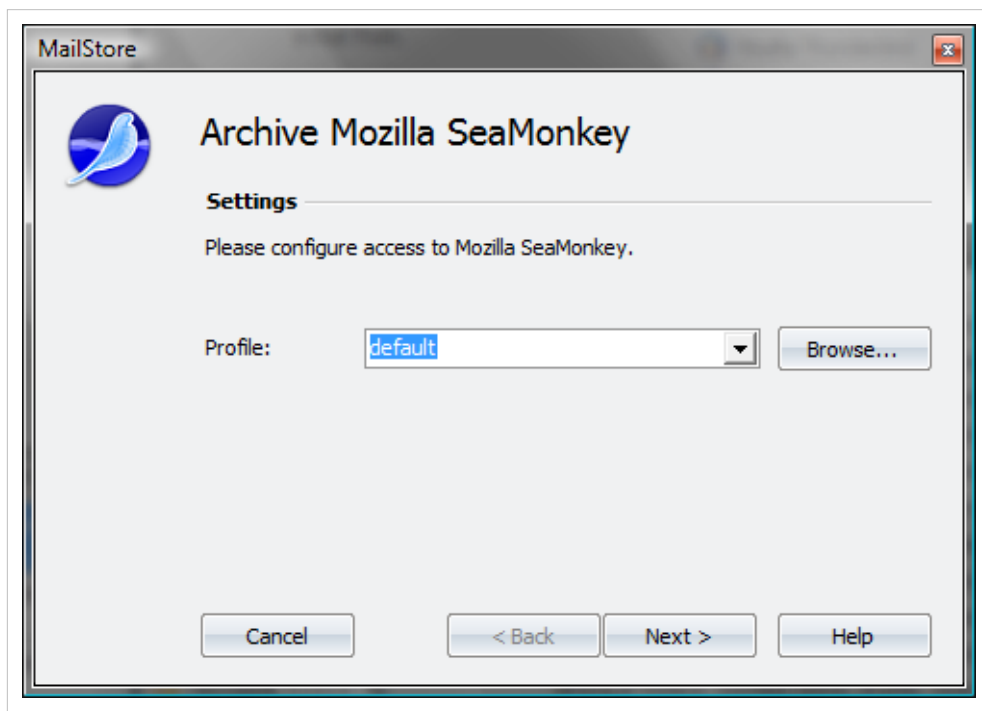 MailStore
Archive Mozilla SeaMonkey
Settings
Please configure access to Mozilla SeaMonkey.
Profile: default Browse...
Cancel < Back Next > Help